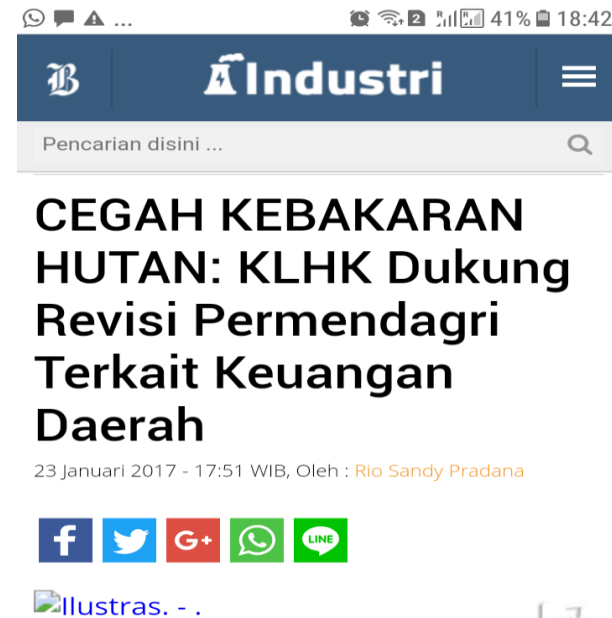 ... 2 41% 18:42
B Industri
Pencarian disini ...
CEGAH KEBAKARAN
HUTAN: KLHK Dukung
Revisi Permendagri
Terkait Keuangan
Daerah
23 Januari 2017 - 17:51 WIB, Oleh : Rio Sandy Pradana
f G+ LINE
Ilustras. - .